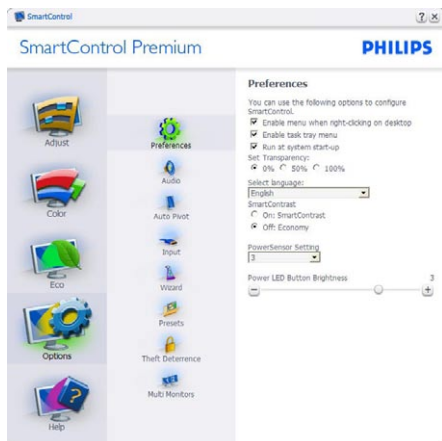 SmartControl
? ×
SmartControl Premium
PHILIPS
Adjust
Color
Eco
Options
Help
Preferences
Audio
Auto Pivot
Input
Wizard
Presets
Theft Deterrence
Multi Monitors
Preferences
You can use the following options to configure
SmartControl.
Enable menu when right-clicking on desktop
Enable task tray menu
Run at system start-up
Set Transparency:
0% 50% 100%
Select language:
English
SmartContrast
On: SmartContrast
Off: Economy
PowerSensor Setting
3
Power LED Button Brightness 3
− +